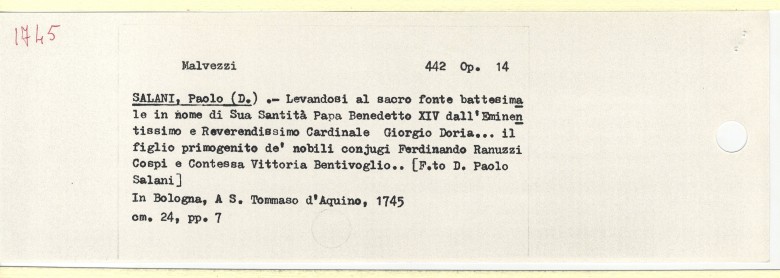 1745
Malvezzi 442 Op. 14
SALANI, Paolo (D.) .- Levandosi al sacro fonte battesima
le in nome di Sua Santità Papa Benedetto XIV dall'Eminen
tissimo e Reverendissimo Cardinale Giorgio Doria... il
figlio primogenito de' nobili conjugi Ferdinando Ranuzzi
Cospi e Contessa Vittoria Bentivoglio.. [F.to D. Paolo
Salani]
In Bologna, A S. Tommaso d'Aquino, 1745
cm. 24, pp. 7